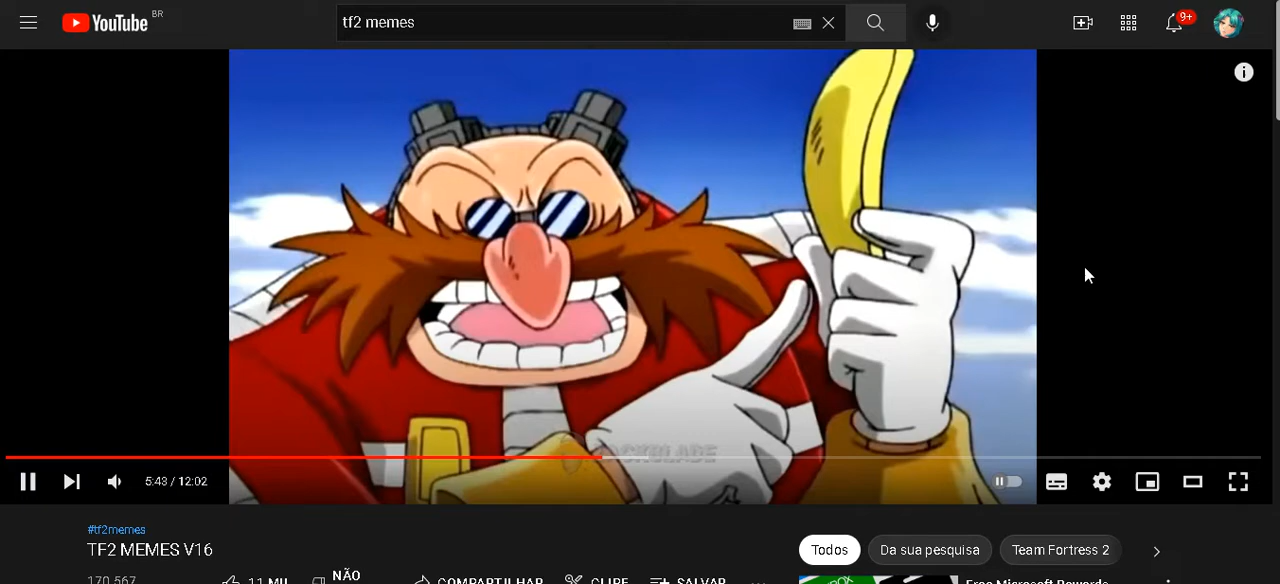 YouTube BR
tf2 memes
9+
5:43 / 12:02
#tf2memes
TF2 MEMES V16
Todos
Da sua pesquisa
Team Fortress 2
170.567
11 MIL
NÃO
COMPARTILHAR
CLIPE
SALVAR
Free Microsoft Rewards